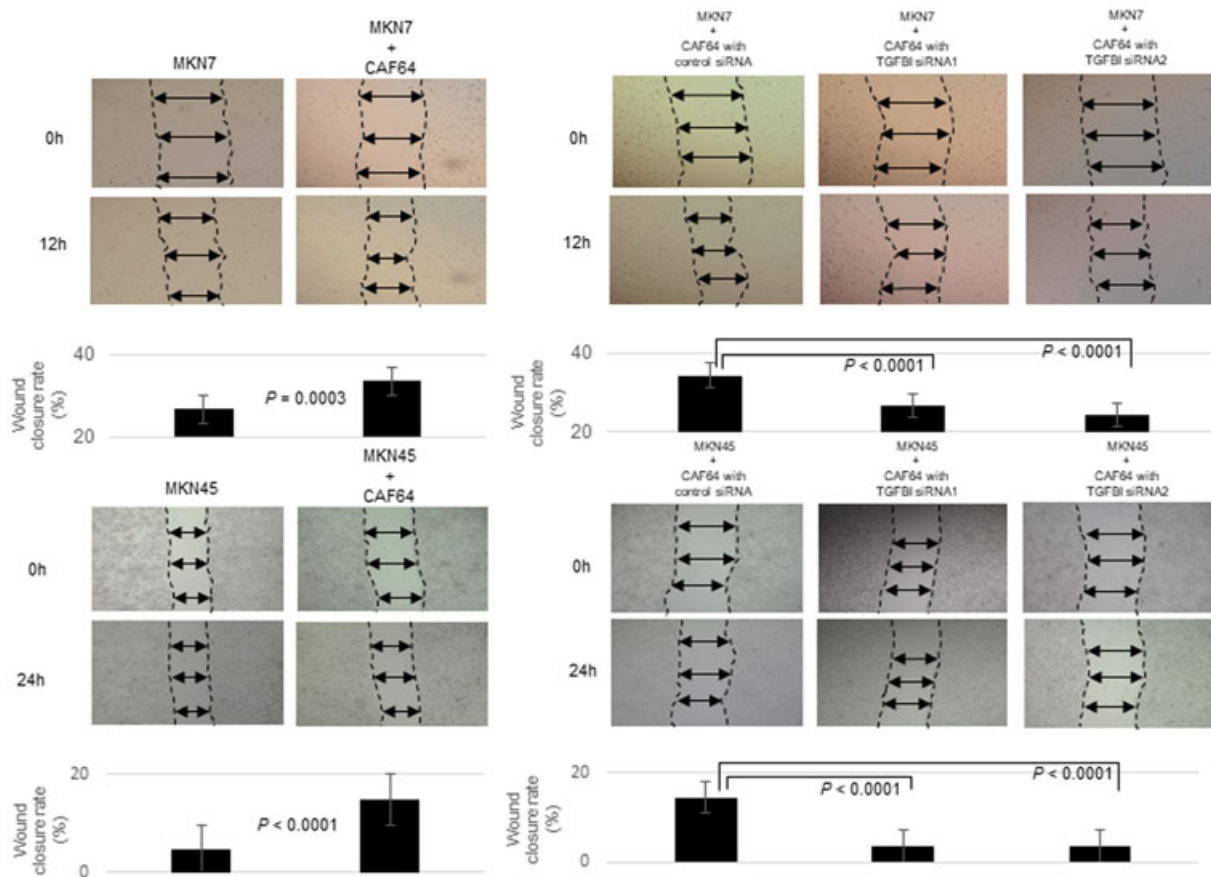 MKN7
MKN7
+
CAF64
0h
12h
Wound closure rate (%)
40
20
P = 0.0003
MKN7
+
CAF64 with
control siRNA
MKN7
+
CAF64 with
TGFBI siRNA1
MKN7
+
CAF64 with
TGFBI siRNA2
0h
12h
Wound closure rate (%)
40
20
P < 0.0001
P < 0.0001
MKN45
MKN45
+
CAF64
0h
24h
Wound closure rate (%)
20
0
P < 0.0001
MKN45
+
CAF64 with
control siRNA
MKN45
+
CAF64 with
TGFBI siRNA1
MKN45
+
CAF64 with
TGFBI siRNA2
0h
24h
Wound closure rate (%)
20
0
P < 0.0001
P < 0.0001